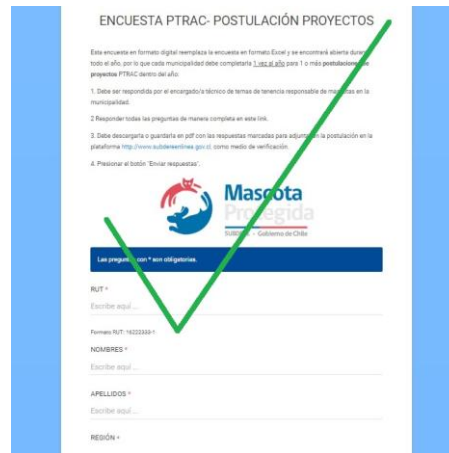 ENCUESTA PTRAC- POSTULACIÓN PROYECTOS
Esta encuesta en formato digital reemplaza la encuesta en formato Excel y se encontrará abierta durante
todo el año, por lo que cada municipalidad debe completarla 1 vez al año para 1 o más postulaciones de
proyectos PTRAC dentro del año.
1. Debe ser respondida por el encargado/a técnico de temas de tenencia responsable de mascotas en la
municipalidad.
2 Responder todas las preguntas de manera completa en este link.
3. Debe descargarla o guardarla en pdf con las respuestas marcadas para adjuntar en la postulación en la
plataforma http://www.subdereenlinea.gov.cl, como medio de verificación.
4. Presionar el botón "Enviar respuestas".
Mascota
Protegida
SUBDERE - Gobierno de Chile
Las preguntas con * son obligatorias.
RUT *
Escribe aquí ...
Formato RUT: 16222333-1
NOMBRES *
Escribe aquí ...
APELLIDOS *
Escribe aquí ...
REGIÓN *